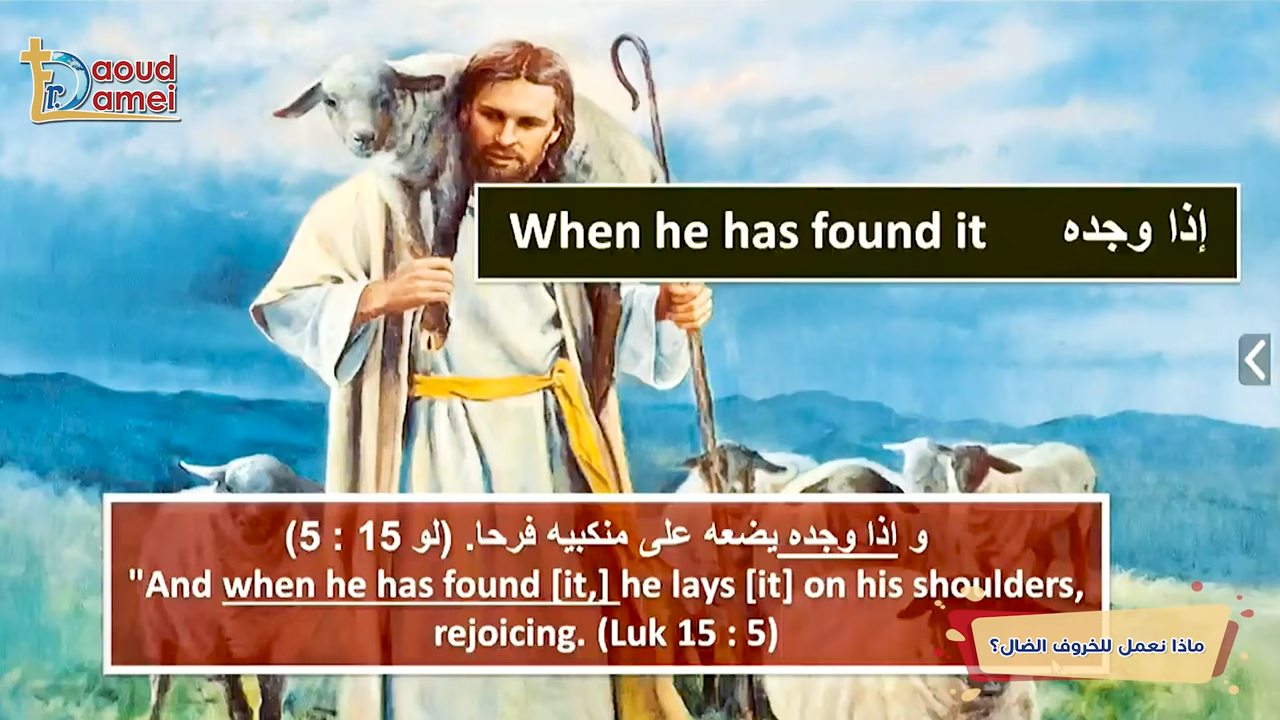 Fr. Daoud
Lamei
When he has found it إذا وجده
و اذا وجده يضعه على منكبيه فرحا. (لو 15 : 5)
"And when he has found [it,] he lays [it] on his shoulders,
rejoicing. (Luk 15 : 5)
ماذا نعمل للخروف الضال؟